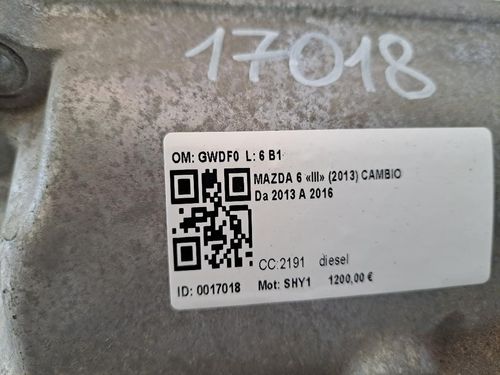 17018
OM: GWDF0 L: 6 B1
MAZDA 6 «III» (2013) CAMBIO
Da 2013 A 2016
CC:2191 diesel
ID: 0017018 Mot: SHY1 1200,00 €